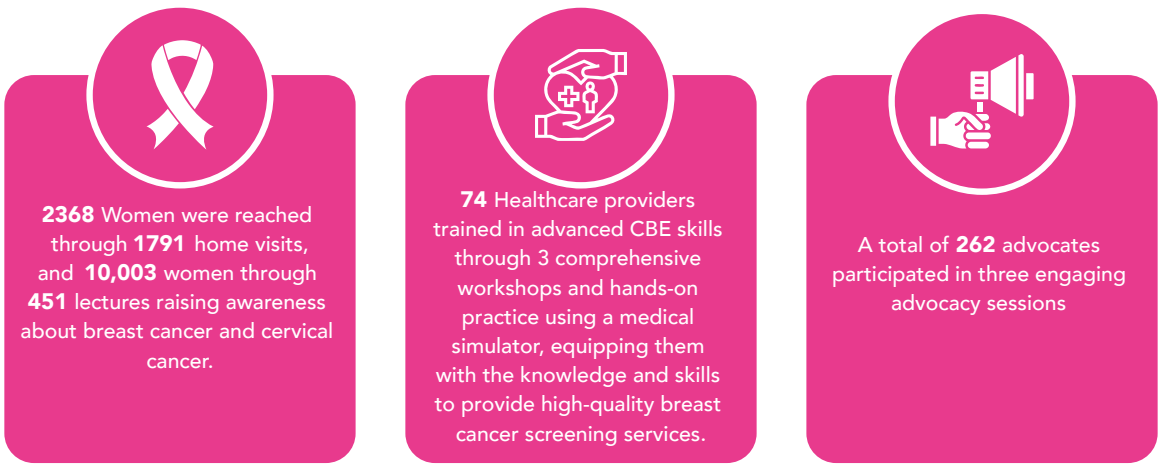 2368 Women were reached
through 1791 home visits,
and 10,003 women through
451 lectures raising awareness
about breast cancer and cervical
cancer.
74 Healthcare providers
trained in advanced CBE skills
through 3 comprehensive
workshops and hands-on
practice using a medical
simulator, equipping them
with the knowledge and skills
to provide high-quality breast
cancer screening services.
A total of 262 advocates
participated in three engaging
advocacy sessions